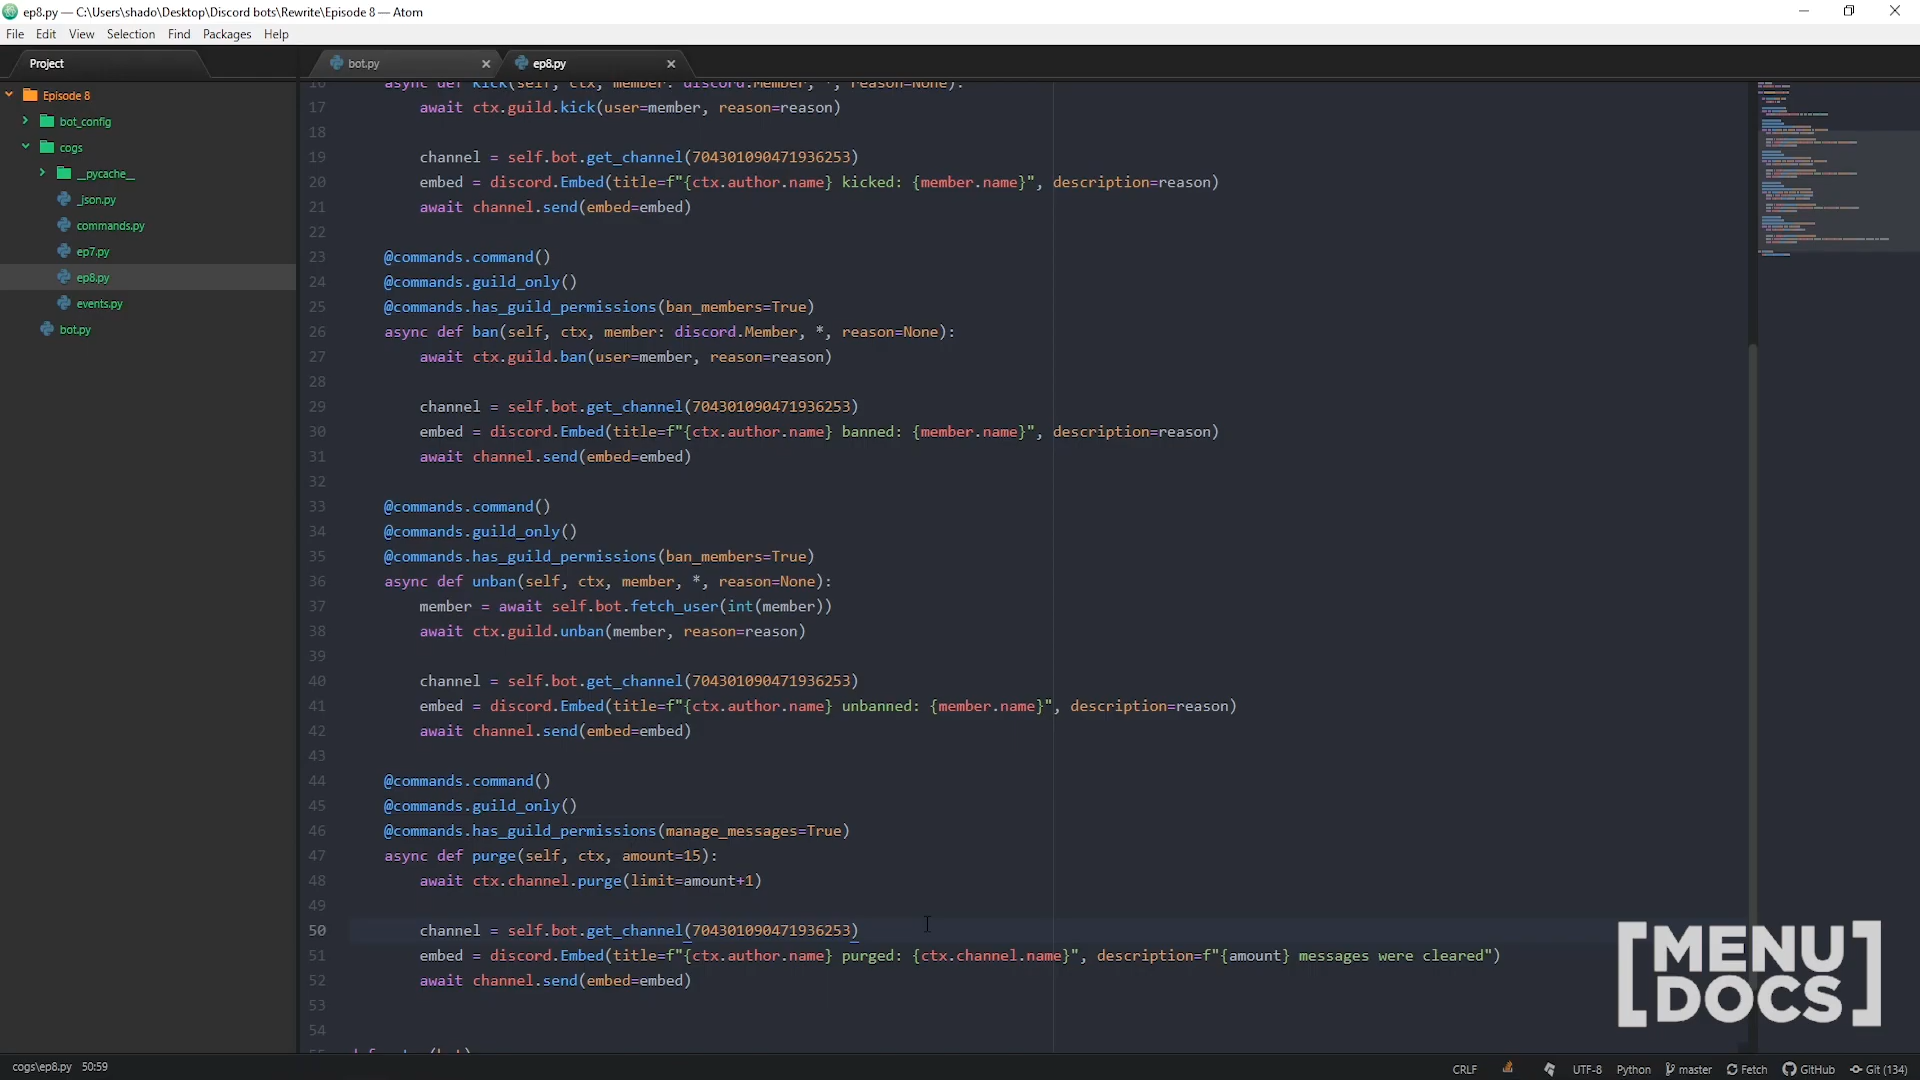 ep8.py — C:\Users\shado\Desktop\Discord bots\Rewrite\Episode 8 — Atom
File Edit View Selection Find Packages Help
Project
bot.py
ep8.py
Episode 8
bot_config
cogs
__pycache__
_json.py
commands.py
ep7.py
ep8.py
events.py
bot.py
16 async def kick(self, ctx, member: discord.Member, *, reason=None):
17 await ctx.guild.kick(user=member, reason=reason)
18
19 channel = self.bot.get_channel(704301090471936253)
20 embed = discord.Embed(title=f"{ctx.author.name} kicked: {member.name}", description=reason)
21 await channel.send(embed=embed)
22
23 @commands.command()
24 @commands.guild_only()
25 @commands.has_guild_permissions(ban_members=True)
26 async def ban(self, ctx, member: discord.Member, *, reason=None):
27 await ctx.guild.ban(user=member, reason=reason)
28
29 channel = self.bot.get_channel(704301090471936253)
30 embed = discord.Embed(title=f"{ctx.author.name} banned: {member.name}", description=reason)
31 await channel.send(embed=embed)
32
33 @commands.command()
34 @commands.guild_only()
35 @commands.has_guild_permissions(ban_members=True)
36 async def unban(self, ctx, member, *, reason=None):
37 member = await self.bot.fetch_user(int(member))
38 await ctx.guild.unban(member, reason=reason)
39
40 channel = self.bot.get_channel(704301090471936253)
41 embed = discord.Embed(title=f"{ctx.author.name} unbanned: {member.name}", description=reason)
42 await channel.send(embed=embed)
43
44 @commands.command()
45 @commands.guild_only()
46 @commands.has_guild_permissions(manage_messages=True)
47 async def purge(self, ctx, amount=15):
48 await ctx.channel.purge(limit=amount+1)
49
50 channel = self.bot.get_channel(704301090471936253)
51 embed = discord.Embed(title=f"{ctx.author.name} purged: {ctx.channel.name}", description=f"{amount} messages were cleared")
52 await channel.send(embed=embed)
53
54
[MENU DOCS]
cogs\ep8.py 50:59
CRLF UTF-8 Python master Fetch GitHub Git (134)